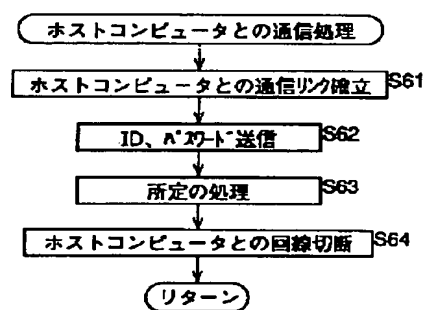 ホストコンピュータとの通信処理
ホストコンピュータとの通信リンク確立 S61
ID、パスワード送信 S62
所定の処理 S63
ホストコンピュータとの回線切断 S64
リターン